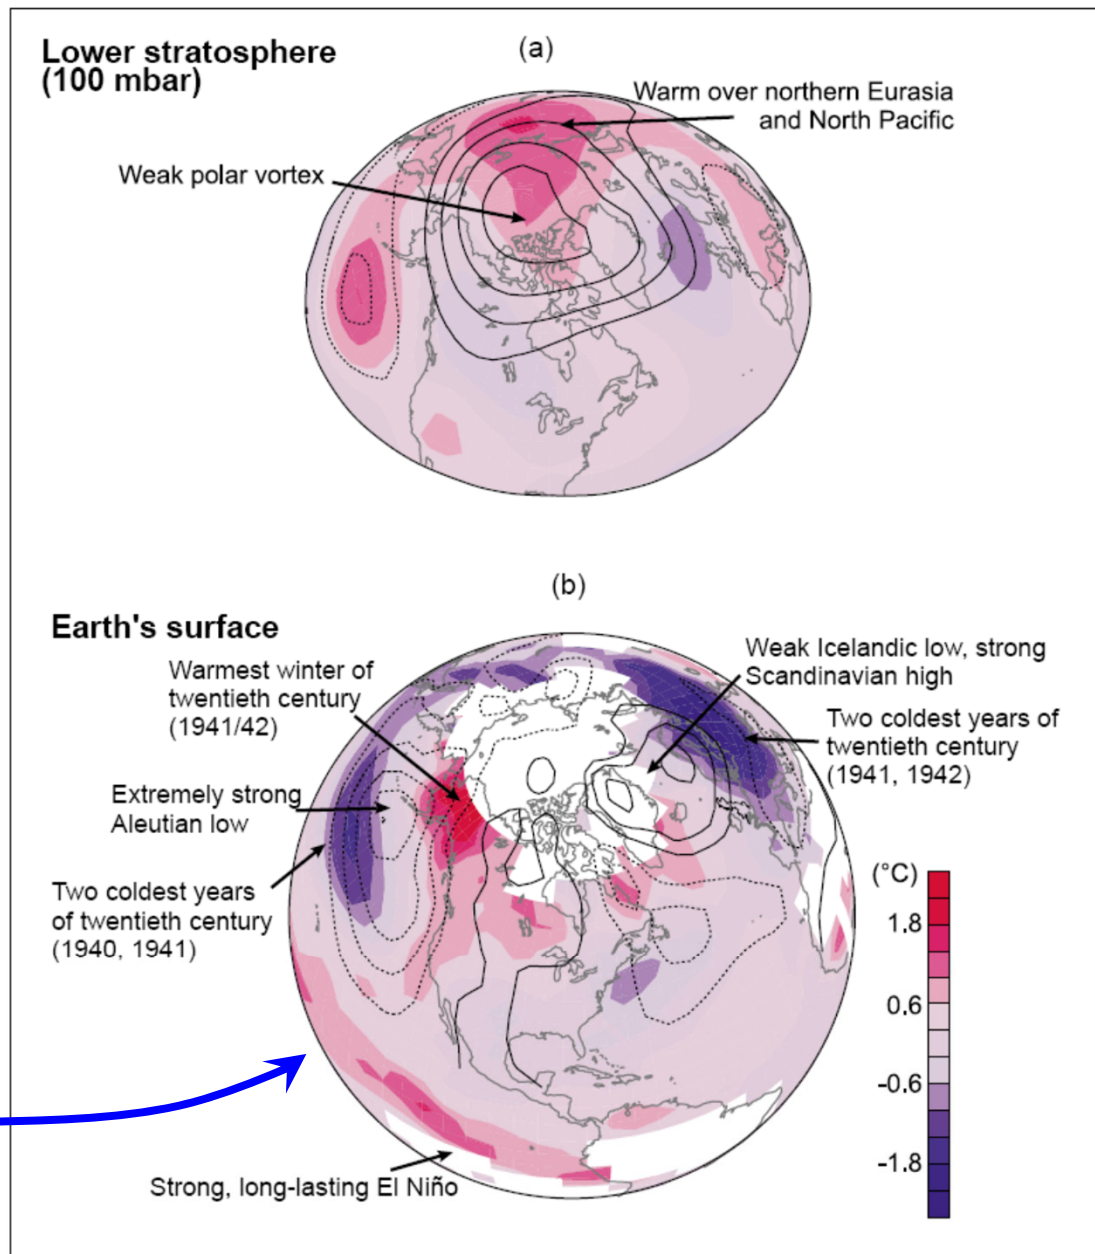 Lower stratosphere
(100 mbar)
(a)
Warm over northern Eurasia
and North Pacific
Weak polar vortex
(b)
Earth's surface
Warmest winter of
twentieth century
(1941/42)
Weak Icelandic low, strong
Scandinavian high
Two coldest years of
twentieth century
(1941, 1942)
Extremely strong
Aleutian low
Two coldest years
of twentieth century
(1940, 1941)
(°C)
1.8
0.6
-0.6
-1.8
Strong, long-lasting El Niño